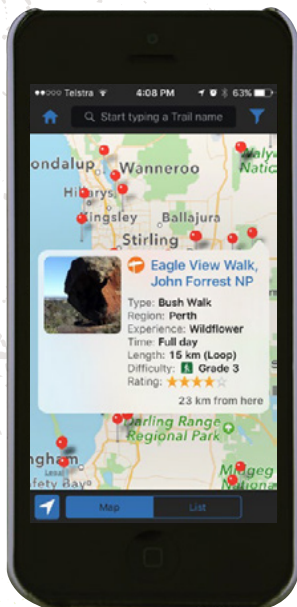 Telstra 4:08 PM 63%
Start typing a Trail name
ondalup
Wanneroo
Hillarys
Kingsley Ballajura
Stirling
Eagle View Walk,
John Forrest NP
Type: Bush Walk
Region: Perth
Experience: Wildflower
Time: Full day
Length: 15 km (Loop)
Difficulty: Grade 3
Rating:
23 km from here
Darling Range
Regional Park
Map List